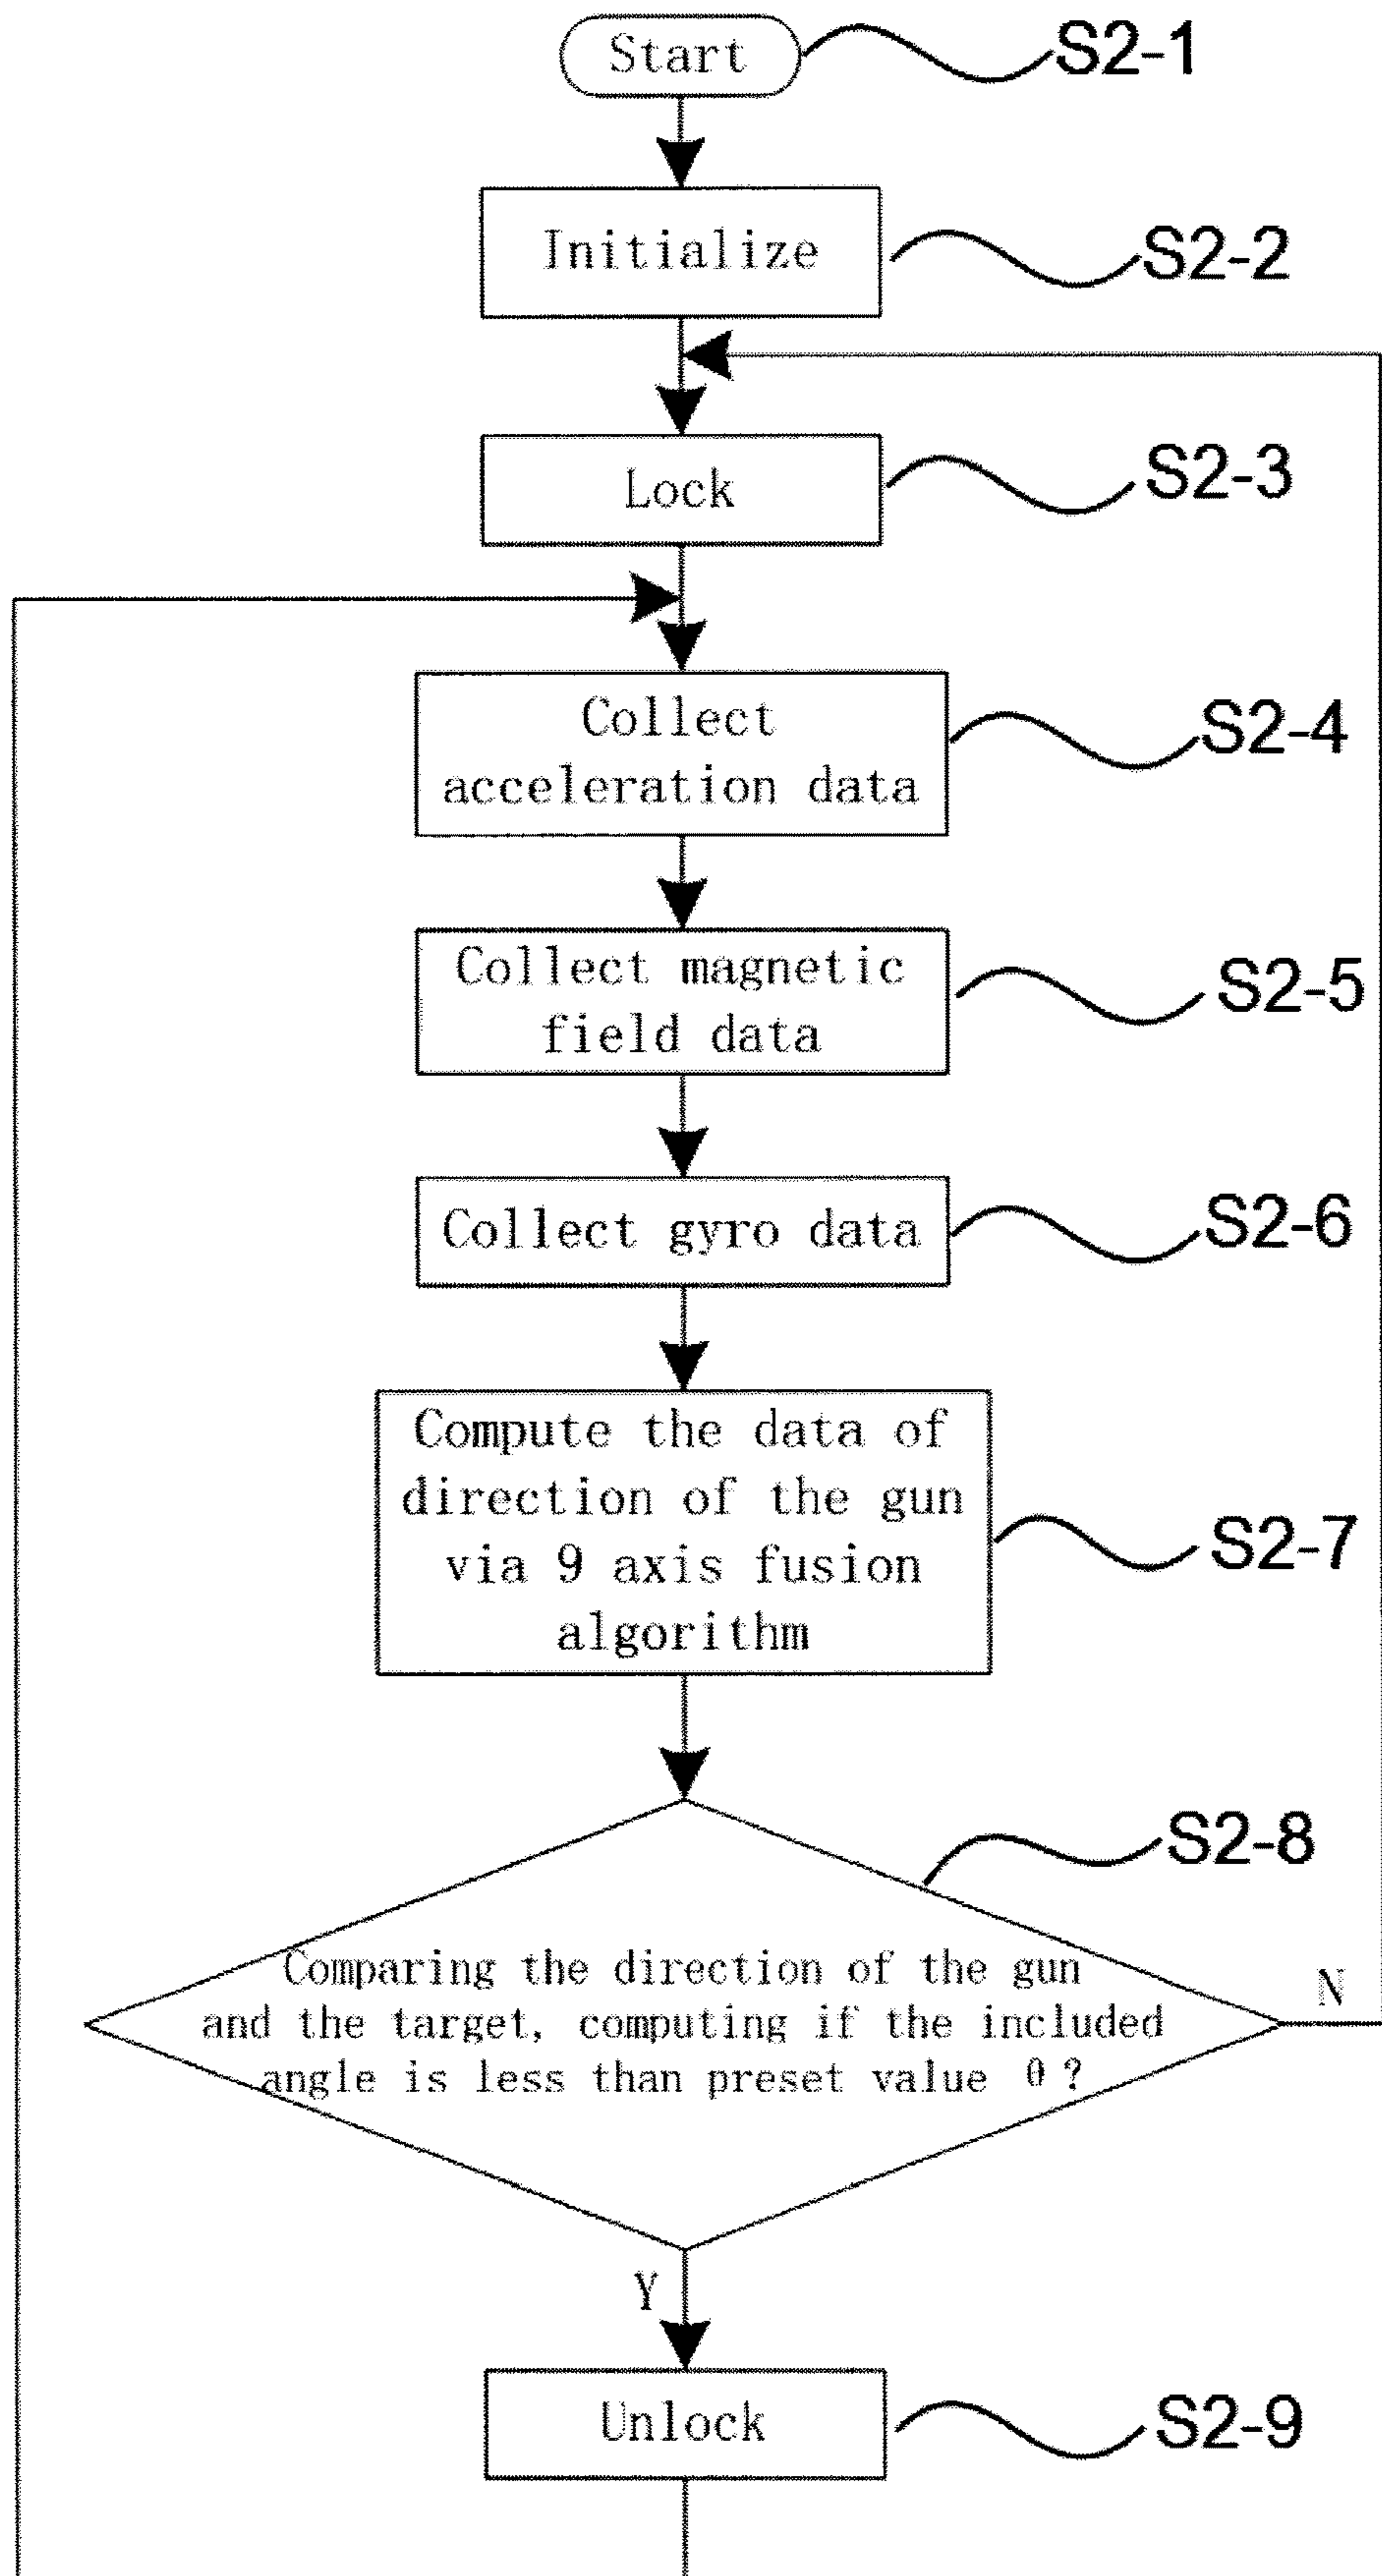 Start
S2-1
Initialize
S2-2
Lock
S2-3
Collect
acceleration data
S2-4
Collect magnetic
field data
S2-5
Collect gyro data
S2-6
Compute the data of
direction of the gun
via 9 axis fusion
algorithm
S2-7
S2-8
Comparing the direction of the gun
and the target, computing if the included
angle is less than preset value θ?
N
Y
Unlock
S2-9